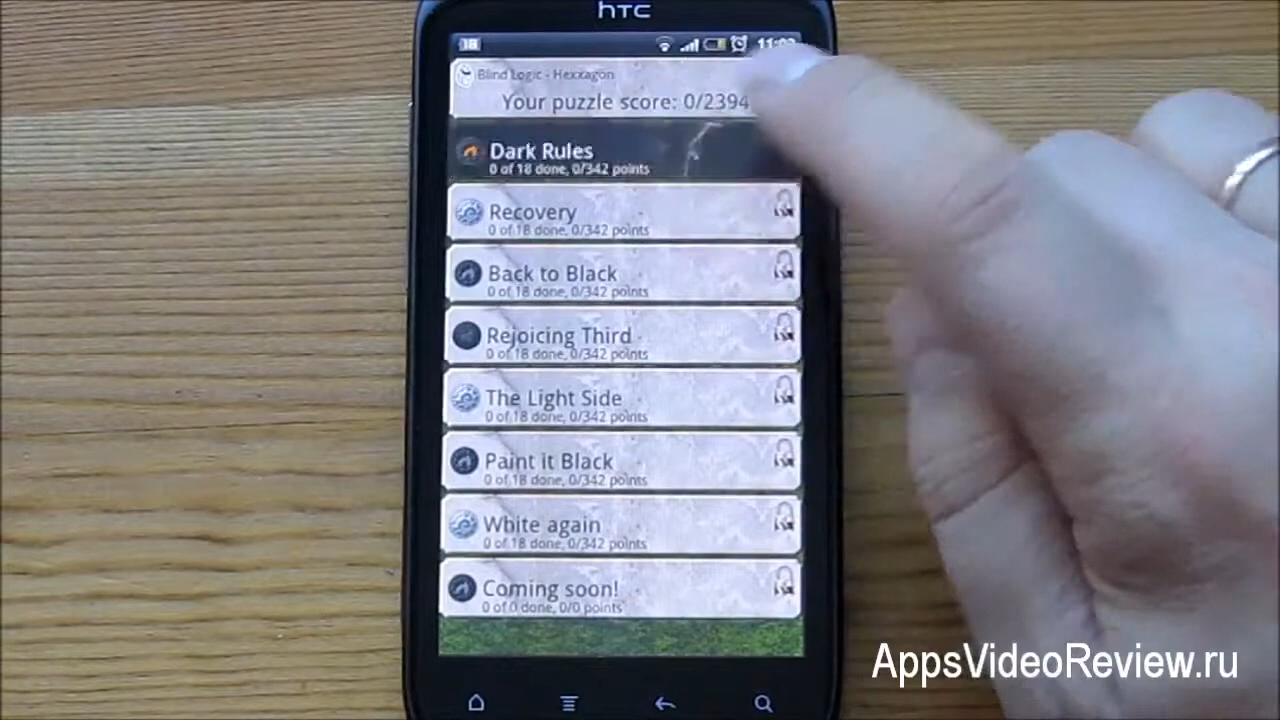 hTC
18
11:02
Blind Logic - Hexxagon
Your puzzle score: 0/2394
Dark Rules
0 of 18 done, 0/342 points
Recovery
0 of 18 done, 0/342 points
Back to Black
0 of 18 done, 0/342 points
Rejoicing Third
0 of 18 done, 0/342 points
The Light Side
0 of 18 done, 0/342 points
Paint it Black
0 of 18 done, 0/342 points
White again
0 of 18 done, 0/342 points
Coming soon!
0 of 0 done, 0/0 points
AppsVideoReview.ru